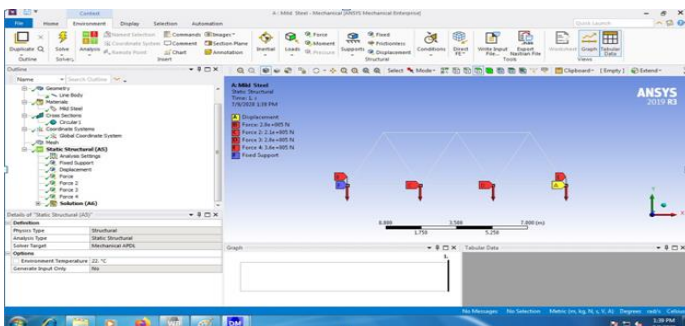 Context
A : Mild Steel - Mechanical [ANSYS Mechanical Enterprise]
File Home Environment Display Selection Automation
Quick Launch
Duplicate Q Solve Analysis Named Selection Commands Images Inertial Loads Force Supports Fixed Conditions Direct Write Input Export Worksheet Graph Tabular
Coordinate System Comment Section Plane Moment Frictionless FE File... Nastran File Data
Remote Point Annotation Pressure Displacement
Outline Solver Insert Structural Tools Views
Outline
Select Mode Clipboard [ Empty ] Extend
Name Search Outline
Geometry
Line Body
Materials
Mild Steel
Cross Sections
Circular1
Coordinate Systems
Global Coordinate System
Mesh
Static Structural (A5)
Analysis Settings
Fixed Support
Displacement
Force
Force 2
Force 3
Force 4
Solution (A6)
A: Mild Steel
Static Structural
Time: 1. s
7/8/2020 1:39 PM
A Displacement
Force: 2.e+005 N
Force 2: 2.1e+005 N
Force 3: 2.8e+005 N
Force 4: 3.6e+005 N
Fixed Support
ANSYS
2019 R3
0.000 3.500 7.000 (m)
1.750 5.250
Details of "Static Structural (A5)"
Definition
Physics Type Structural
Analysis Type Static Structural
Solver Target Mechanical APDL
Options
Environment Temperature 22. °C
Generate Input Only No
Graph
1.
Tabular Data
No Messages No Selection Metric (m, kg, N, s, V, A) Degrees rad/s Celsius
1:39 PM